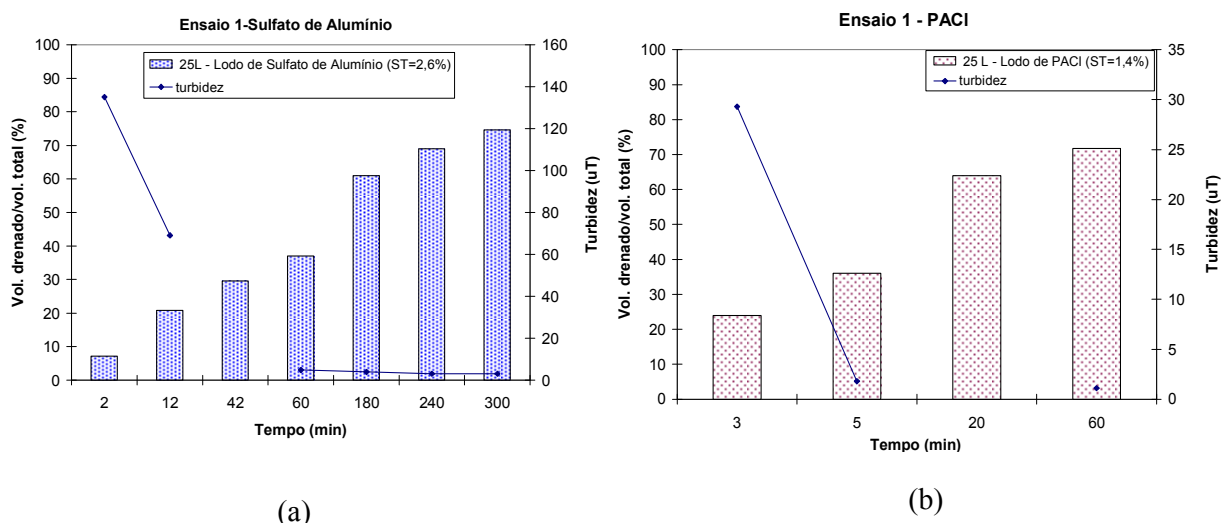 Ensaio 1-Sulfato de Alumínio
100
90
80
70
60
50
40
30
20
10
0
Vol. drenado/vol. total (%)
25L - Lodo de Sulfato de Alumínio (ST=2,6%)
turbidez
160
140
120
100
80
60
40
20
0
Turbidez (uT)
2 12 42 60 180 240 300
Tempo (min)
(a)
Ensaio 1 - PACl
100
90
80
70
60
50
40
30
20
10
0
Vol. drenado/vol. total (%)
25 L - Lodo de PACl (ST=1,4%)
turbidez
35
30
25
20
15
10
5
0
Turbidez (uT)
3 5 20 60
Tempo (min)
(b)